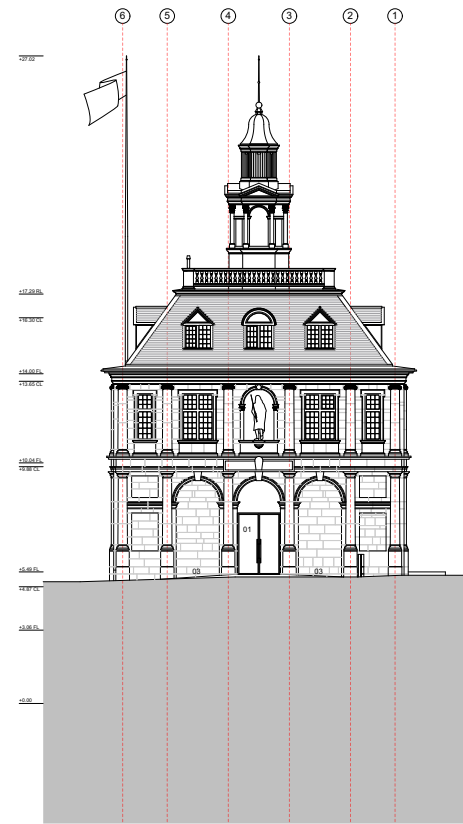 6 5 4 3 2 1
+27.02
+17.29 RL
+16.30 CL
+14.00 FL
+13.65 CL
+10.04 FL
+9.68 CL
01
+5.49 FL
03 03
+4.87 CL
+3.06 FL
+0.00